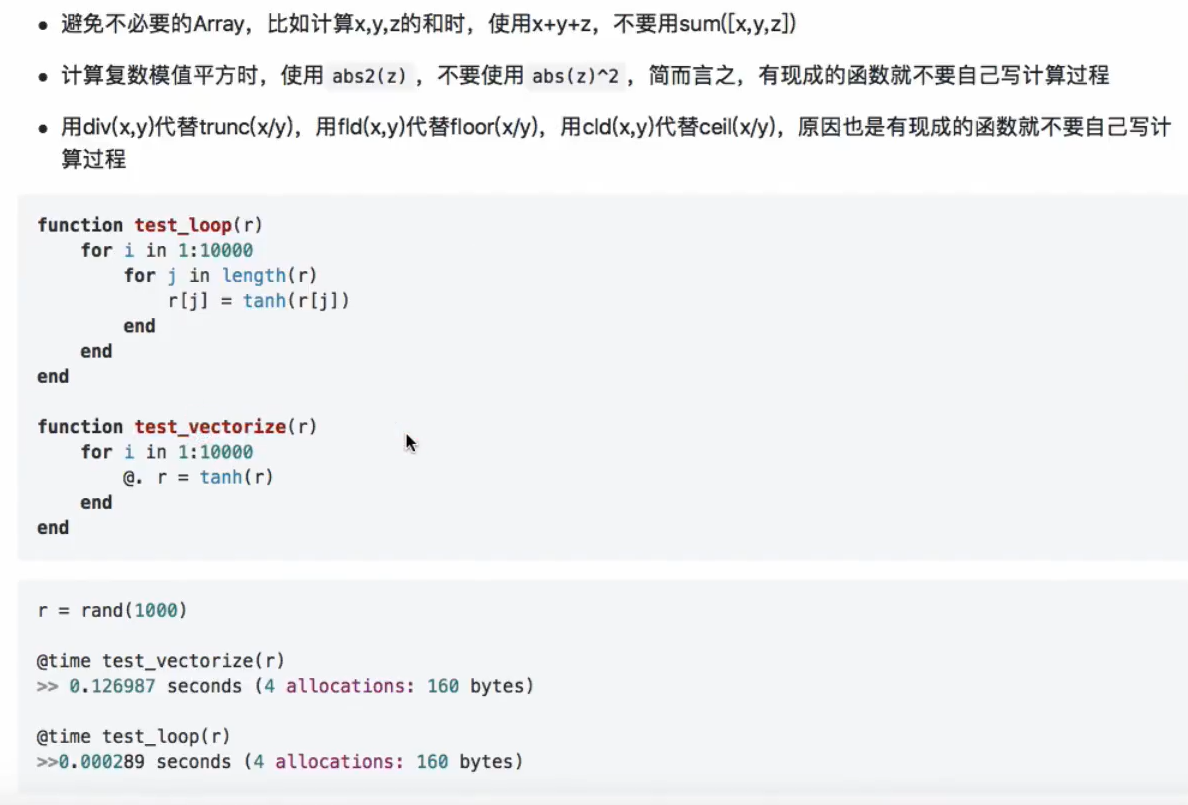 • 避免不必要的Array，比如计算x,y,z的和时，使用x+y+z，不要用sum([x,y,z])
• 计算复数模值平方时，使用 abs2(z) ，不要使用 abs(z)^2 ，简而言之，有现成的函数就不要自己写计算过程
• 用div(x,y)代替trunc(x/y)，用fld(x,y)代替floor(x/y)，用cld(x,y)代替ceil(x/y)，原因也是有现成的函数就不要自己写计
算过程
function test_loop(r)
    for i in 1:10000
        for j in length(r)
            r[j] = tanh(r[j])
        end
    end
end
function test_vectorize(r)
    for i in 1:10000
        @. r = tanh(r)
    end
end
r = rand(1000)
@time test_vectorize(r)
>> 0.126987 seconds (4 allocations: 160 bytes)
@time test_loop(r)
>>0.000289 seconds (4 allocations: 160 bytes)